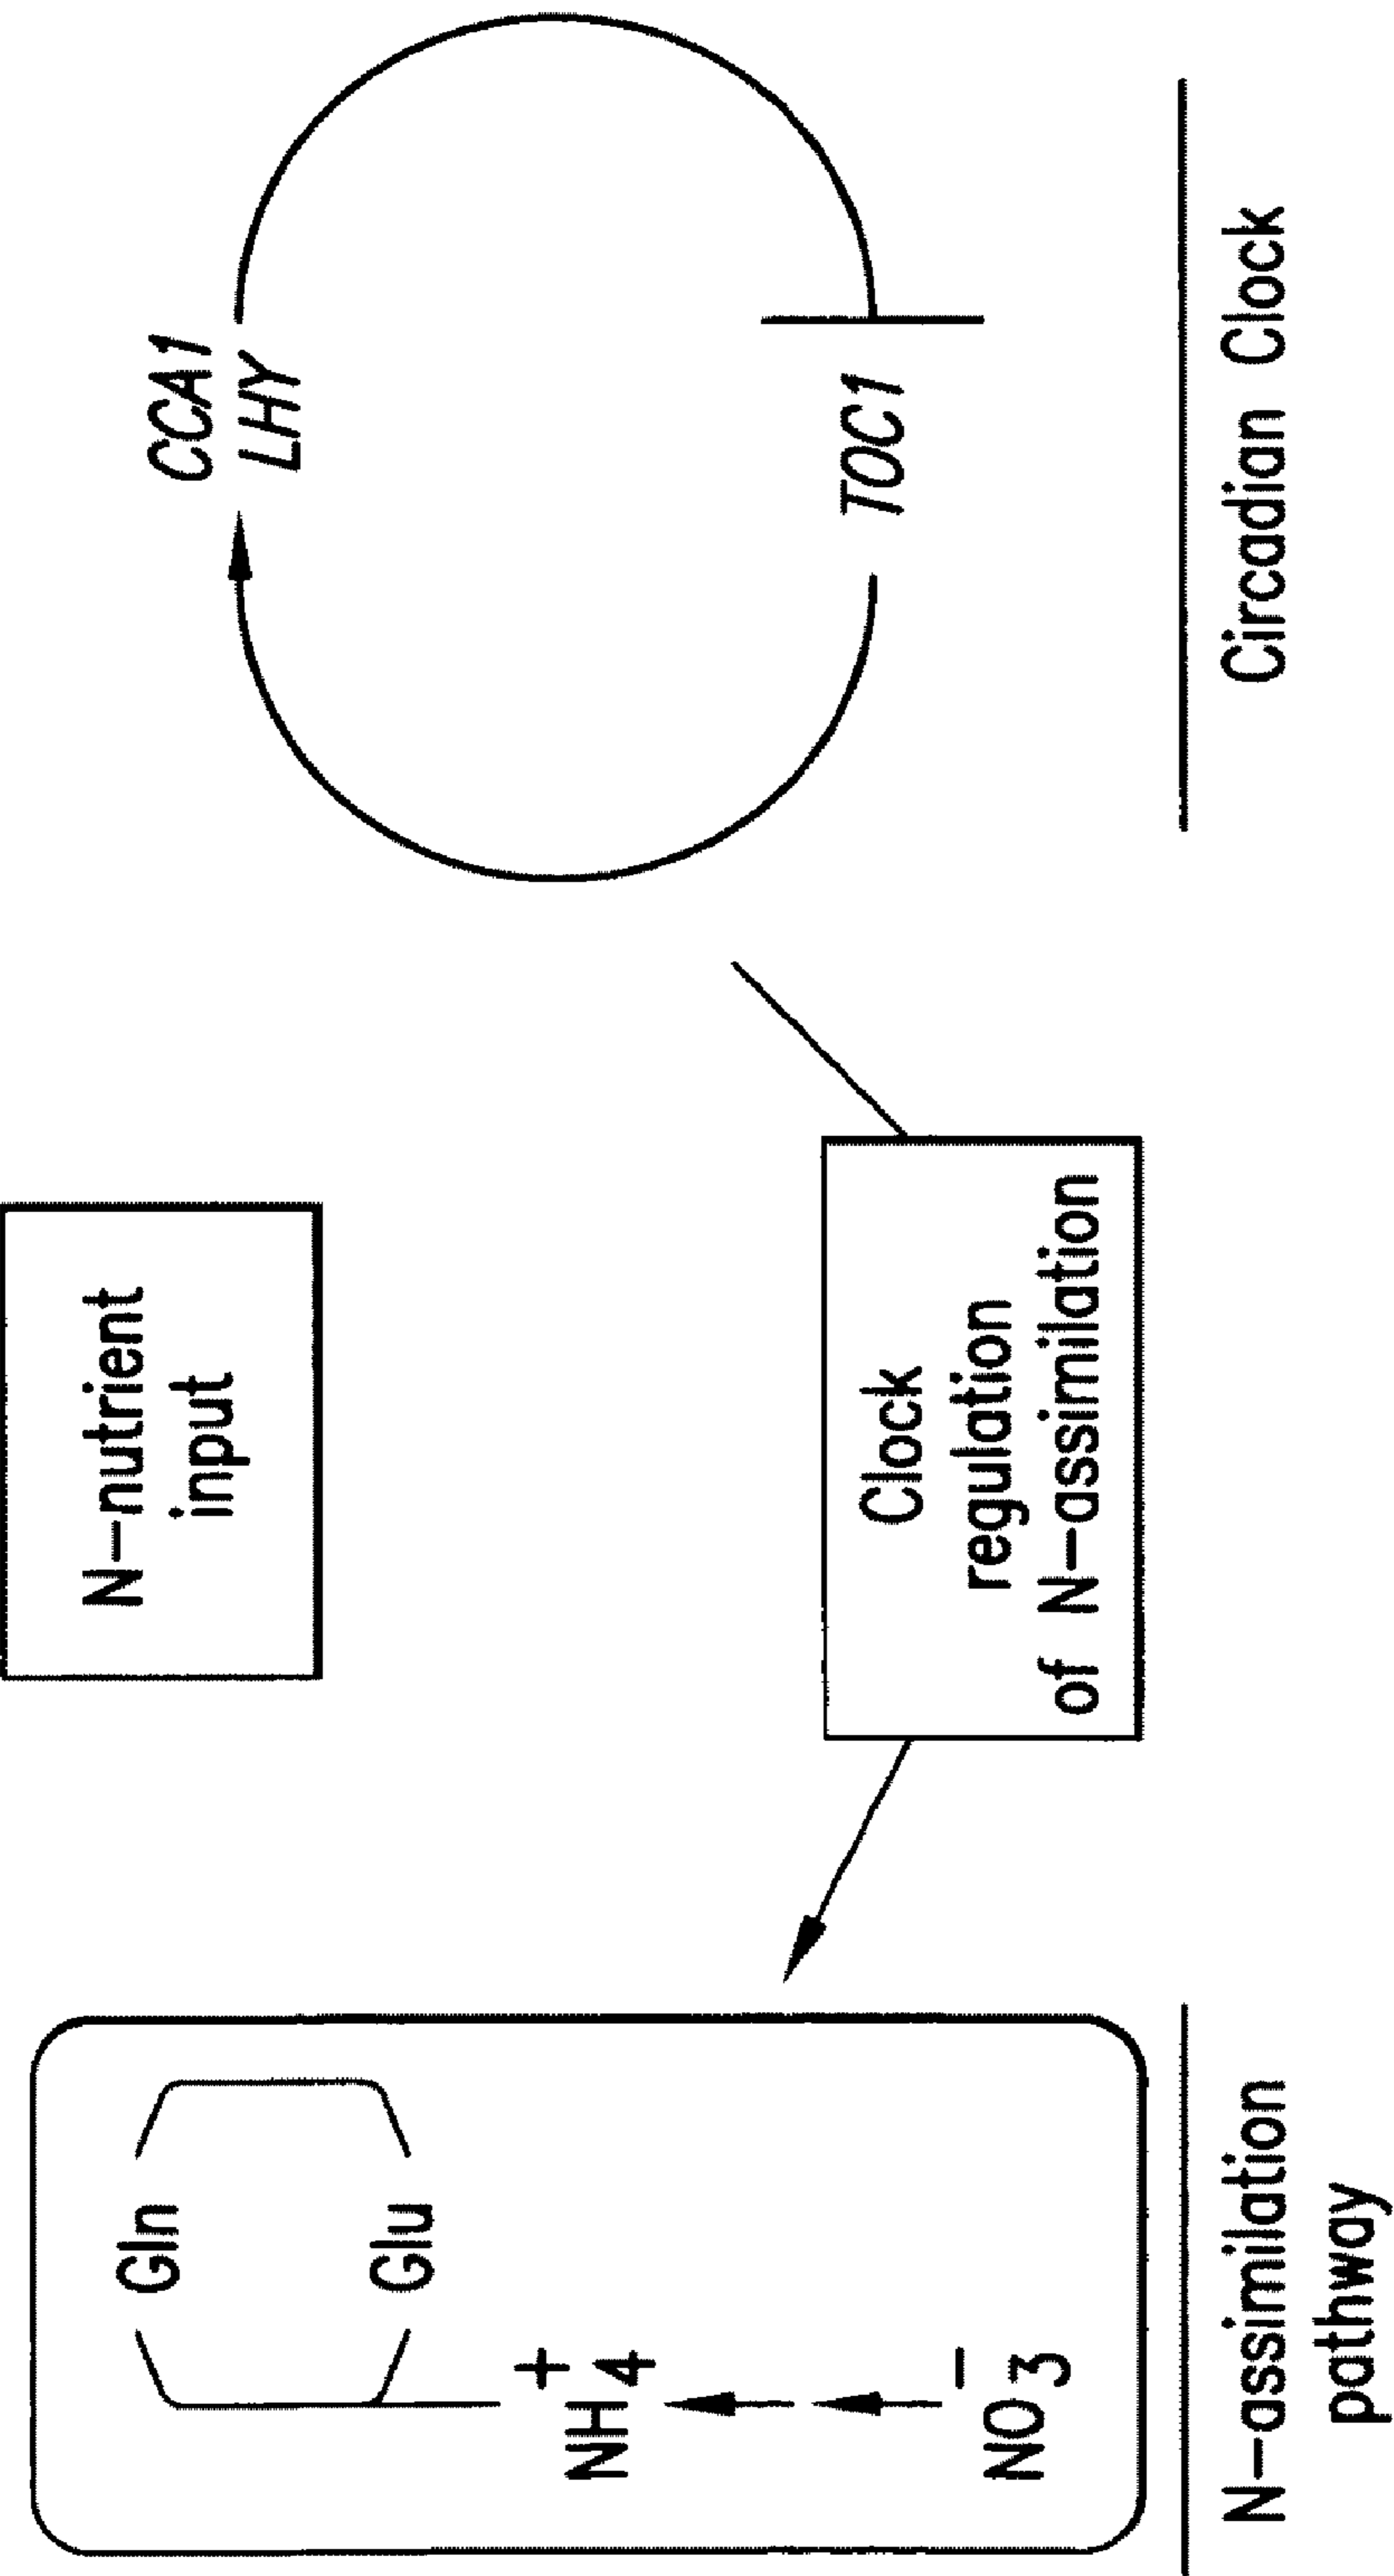 N-nutrient
input
Gln
Glu
NH4+
NO3-
Clock
regulation
of N-assimilation
CCA1
LHY
TOC1
N-assimilation
pathway
Circadian Clock